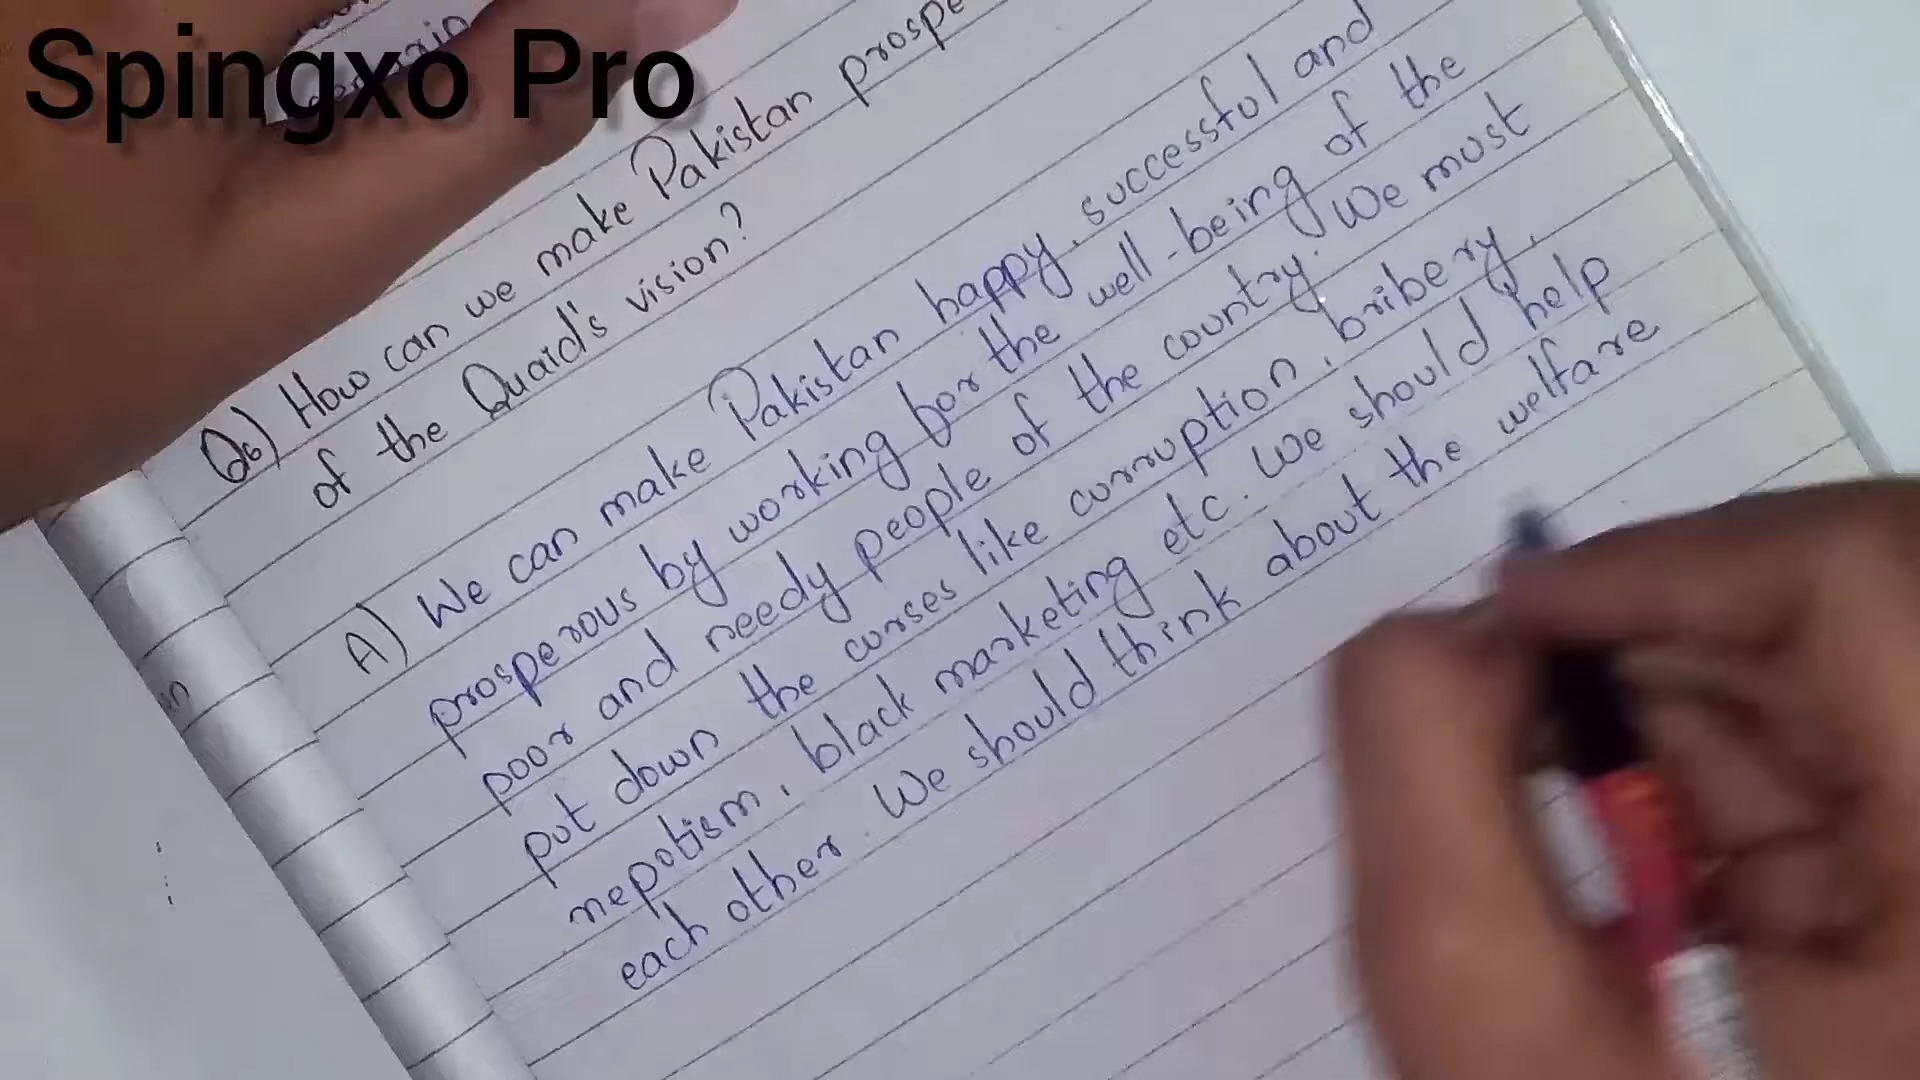 Spingxo Pro
Q6) How can we make Pakistan
of the Quaid's vision?
A) We can make Pakistan happy, successful and
prosperous by working for the well-being of the
poor and needy people of the country. We must
put down the curses like corruption, bribery,
nepotism, black marketing etc. We should help
each other. We should think about the welfare